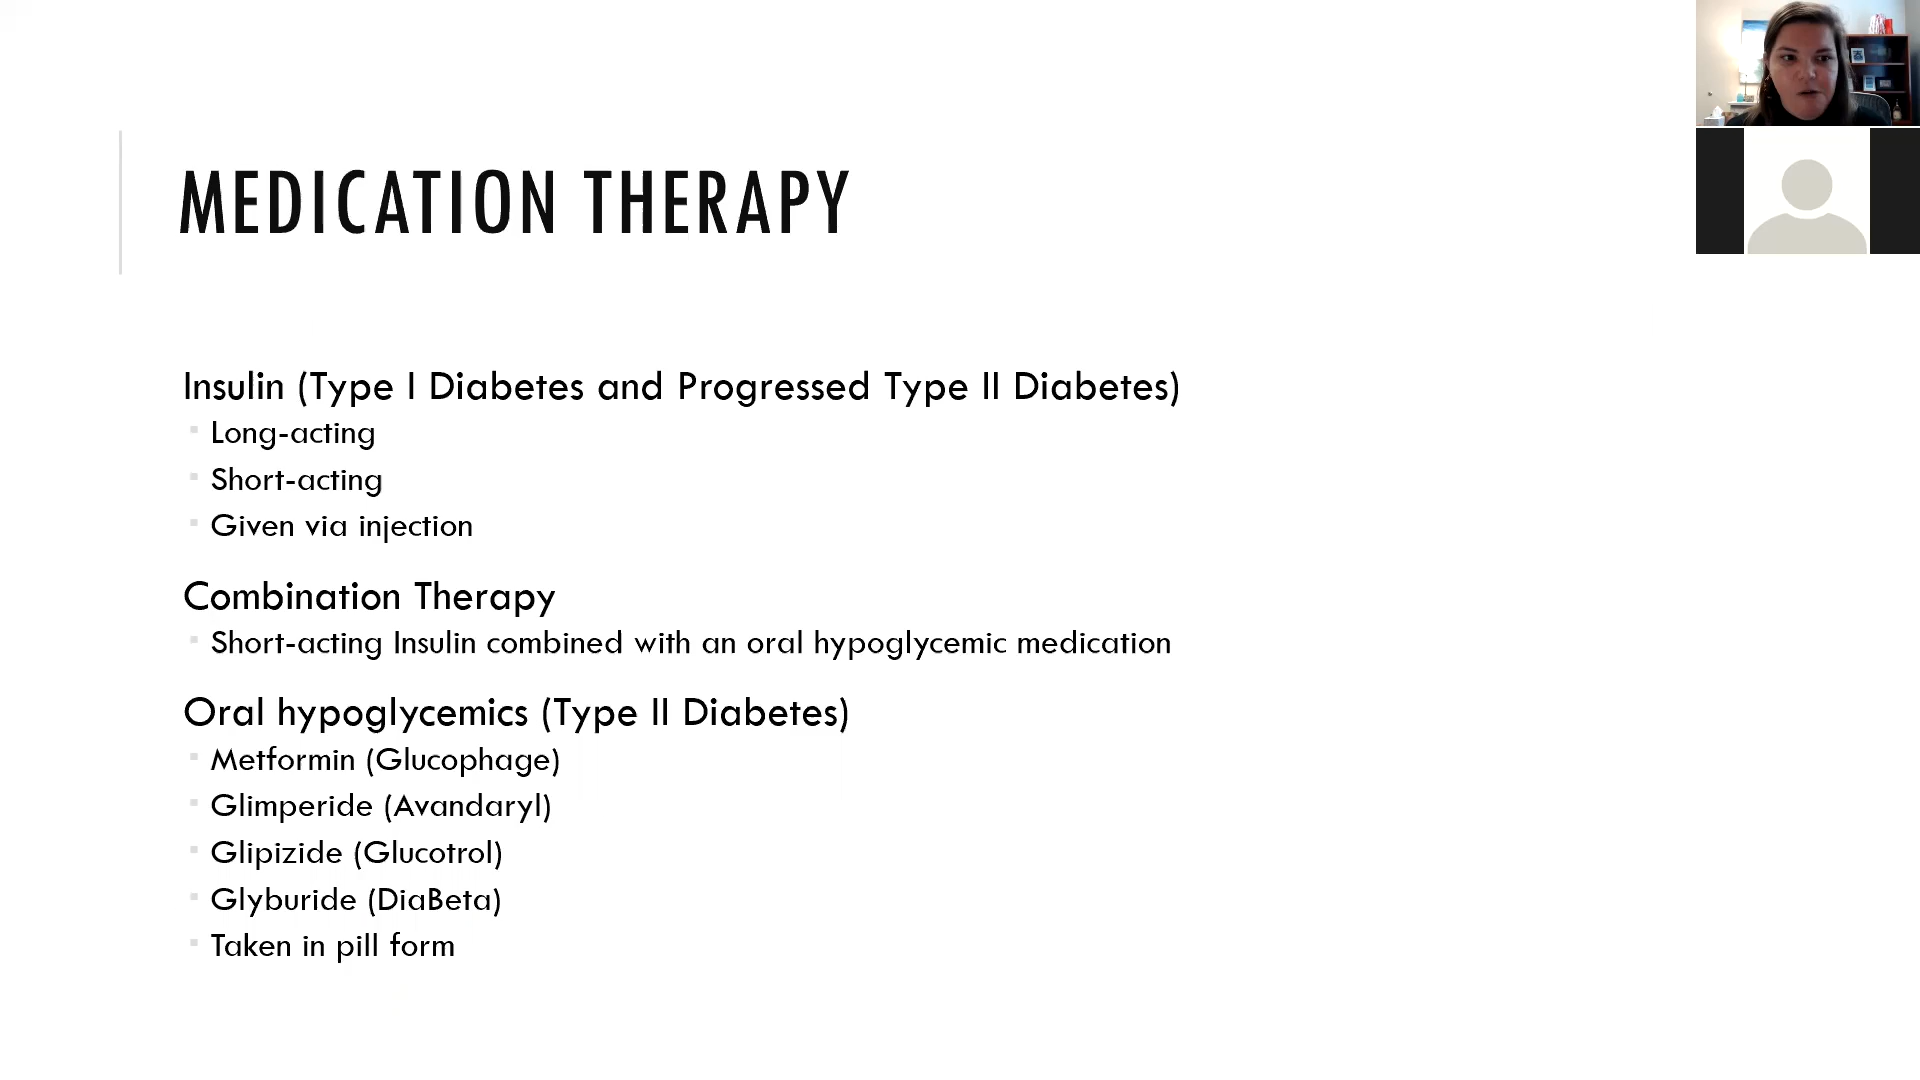 MEDICATION THERAPY
Insulin (Type I Diabetes and Progressed Type II Diabetes)
Long-acting
Short-acting
Given via injection
Combination Therapy
Short-acting Insulin combined with an oral hypoglycemic medication
Oral hypoglycemics (Type II Diabetes)
Metformin (Glucophage)
Glimperide (Avandaryl)
Glipizide (Glucotrol)
Glyburide (DiaBeta)
Taken in pill form